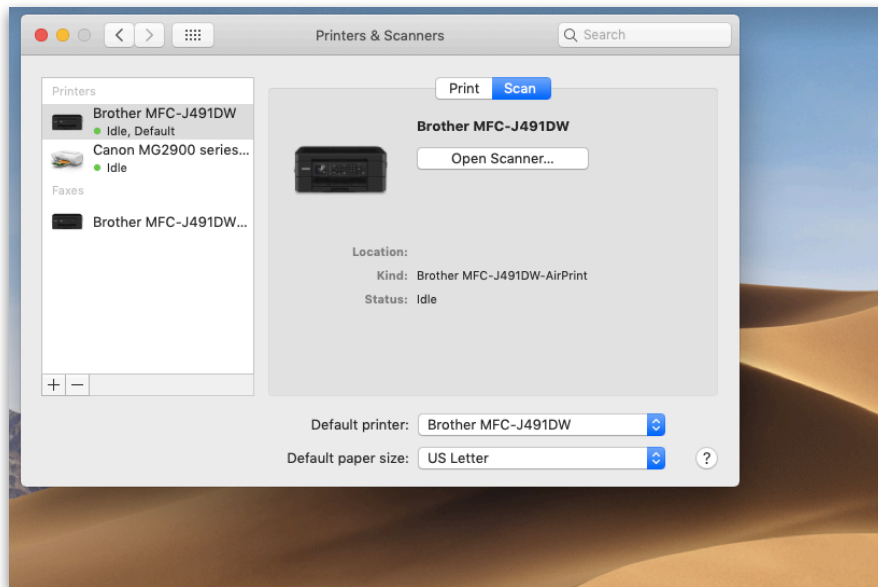 Printers & Scanners
Search
Printers
Brother MFC-J491DW
Idle, Default
Canon MG2900 series...
Idle
Faxes
Brother MFC-J491DW...
Print
Scan
Brother MFC-J491DW
Open Scanner...
Location:
Kind: Brother MFC-J491DW-AirPrint
Status: Idle
+ −
Default printer: Brother MFC-J491DW
Default paper size: US Letter
?